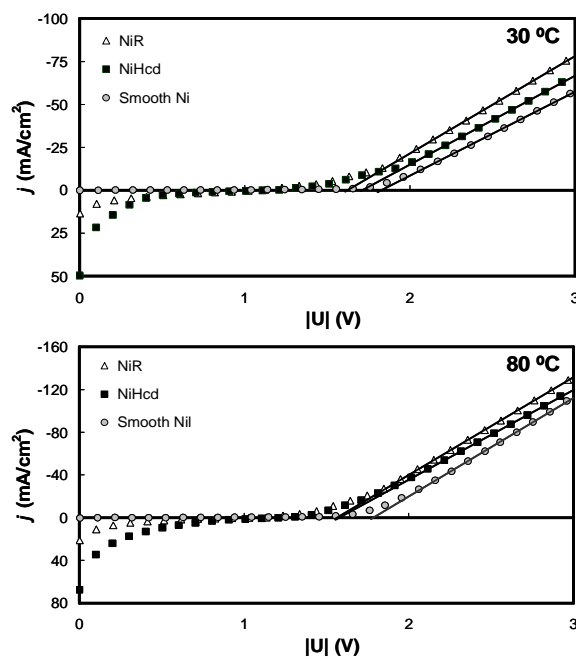 -100
-75
-50
-25
0
25
50
j (mA/cm²)
30 ºC
NiR
NiHcd
Smooth Ni
0 1 2 3
|U| (V)
-160
-120
-80
-40
0
40
80
j (mA/cm²)
80 ºC
NiR
NiHcd
Smooth Nil
0 1 2 3
|U| (V)